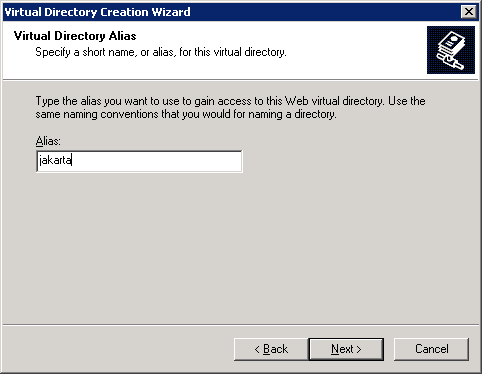 Virtual Directory Creation Wizard
Virtual Directory Alias
Specify a short name, or alias, for this virtual directory.
Type the alias you want to use to gain access to this Web virtual directory. Use the
same naming conventions that you would for naming a directory.
Alias:
jakarta
< Back
Next >
Cancel